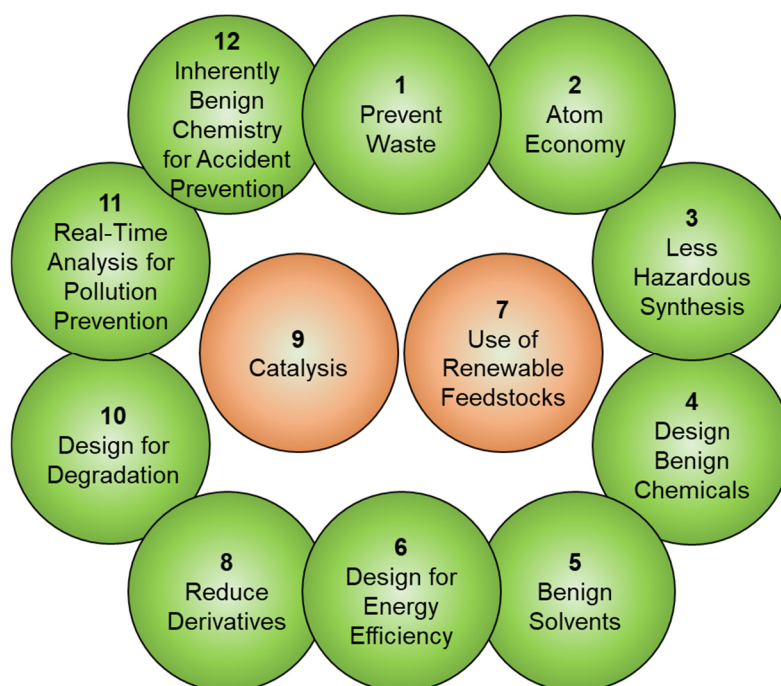 12
Inherently
Benign
Chemistry
for Accident
Prevention
1
Prevent
Waste
2
Atom
Economy
3
Less
Hazardous
Synthesis
4
Design
Benign
Chemicals
5
Benign
Solvents
6
Design for
Energy
Efficiency
8
Reduce
Derivatives
10
Design for
Degradation
11
Real-Time
Analysis for
Pollution
Prevention
9
Catalysis
7
Use of
Renewable
Feedstocks